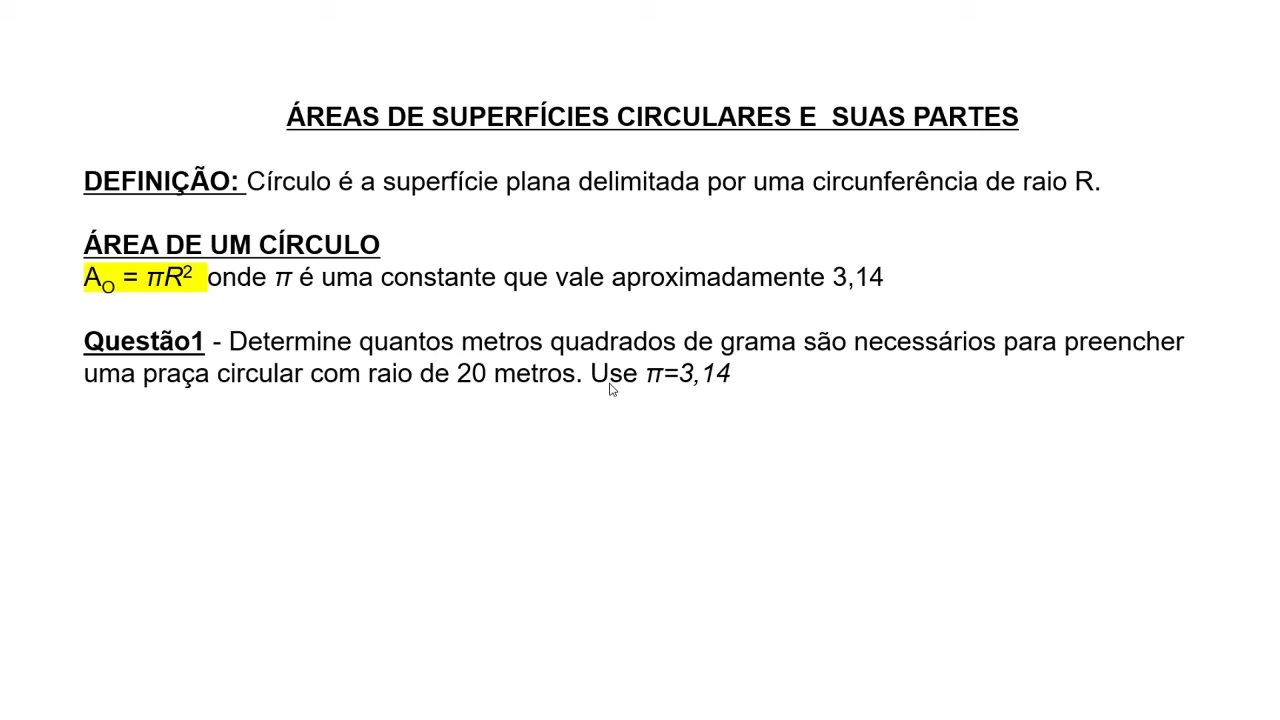 ÁREAS DE SUPERFÍCIES CIRCULARES E  SUAS PARTES
DEFINIÇÃO: Círculo é a superfície plana delimitada por uma circunferência de raio R.
ÁREA DE UM CÍRCULO
A_O = πR² onde π é uma constante que vale aproximadamente 3,14
Questão1 - Determine quantos metros quadrados de grama são necessários para preencher
uma praça circular com raio de 20 metros. Use π=3,14